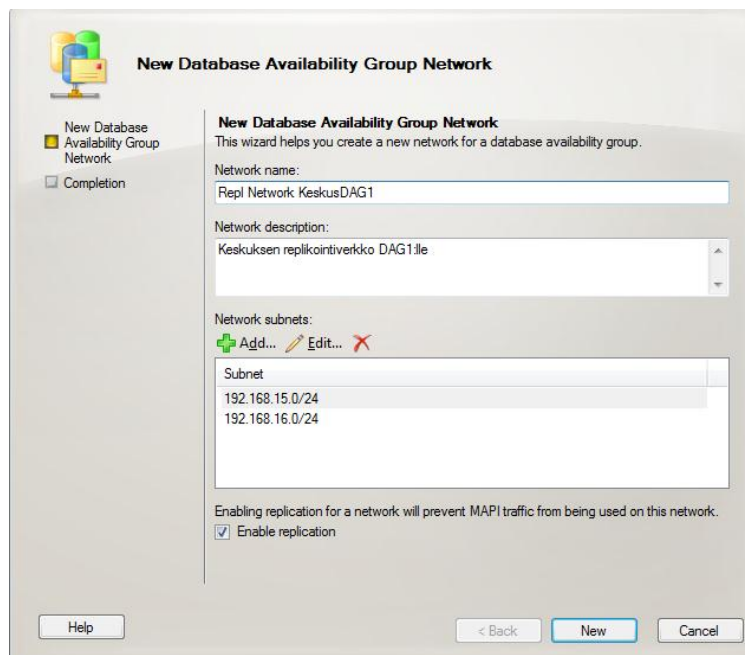 New Database Availability Group Network
New Database
Availability Group
Network
Completion
New Database Availability Group Network
This wizard helps you create a new network for a database availability group.
Network name:
Repl Network KeskusDAG1
Network description:
Keskuksen replikointiverkko DAG1:lle
Network subnets:
Add... Edit...
Subnet
192.168.15.0/24
192.168.16.0/24
Enabling replication for a network will prevent MAPI traffic from being used on this network.
Enable replication
Help < Back New Cancel